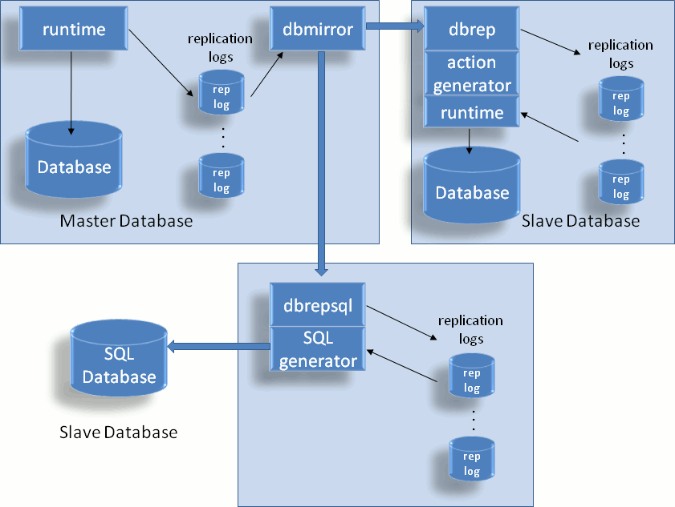 runtime
replication
logs
rep
log
rep
log
dbmirror
Database
Master Database
dbrep
action
generator
runtime
replication
logs
rep
log
rep
log
Database
Slave Database
dbrepsql
SQL
generator
replication
logs
rep
log
rep
log
SQL
Database
Slave Database